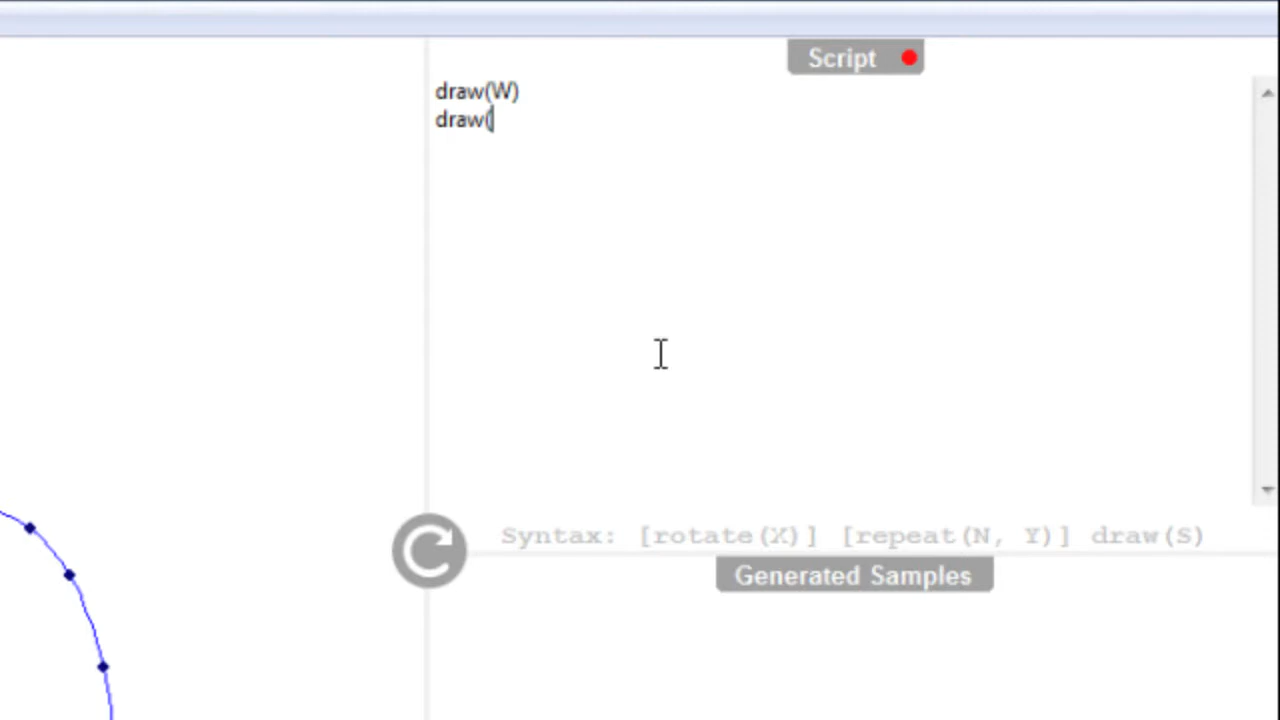 Script
draw(W)
draw(
Syntax: [rotate(X)] [repeat(N, Y)] draw(S)
Generated Samples